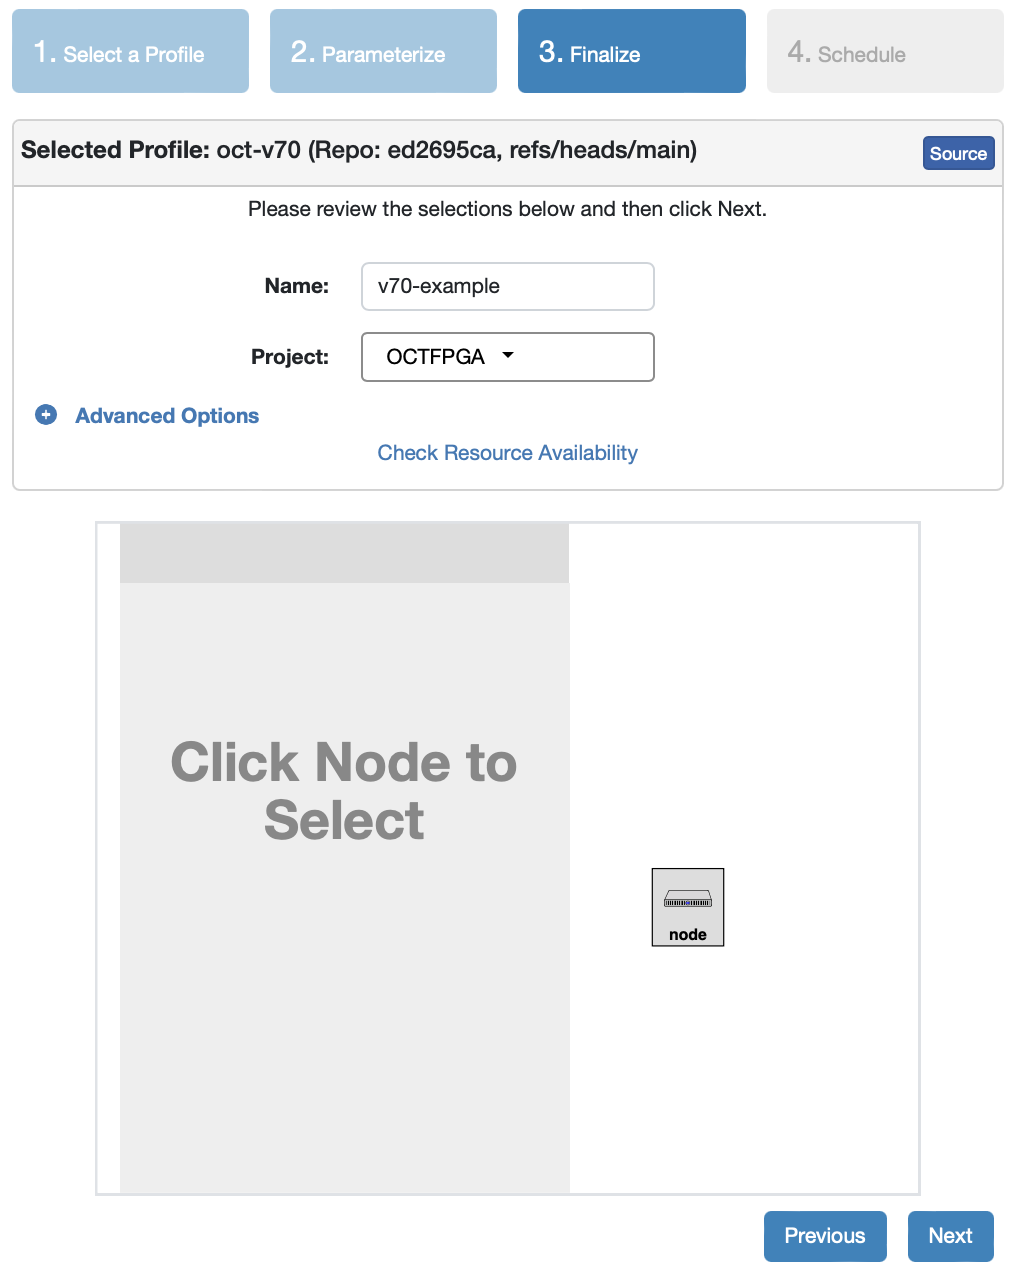 1. Select a Profile
2. Parameterize
3. Finalize
4. Schedule
Selected Profile: oct-v70 (Repo: ed2695ca, refs/heads/main)
Source
Please review the selections below and then click Next.
Name: v70-example
Project: OCTFPGA
Advanced Options
Check Resource Availability
Click Node to
Select
node
Previous
Next